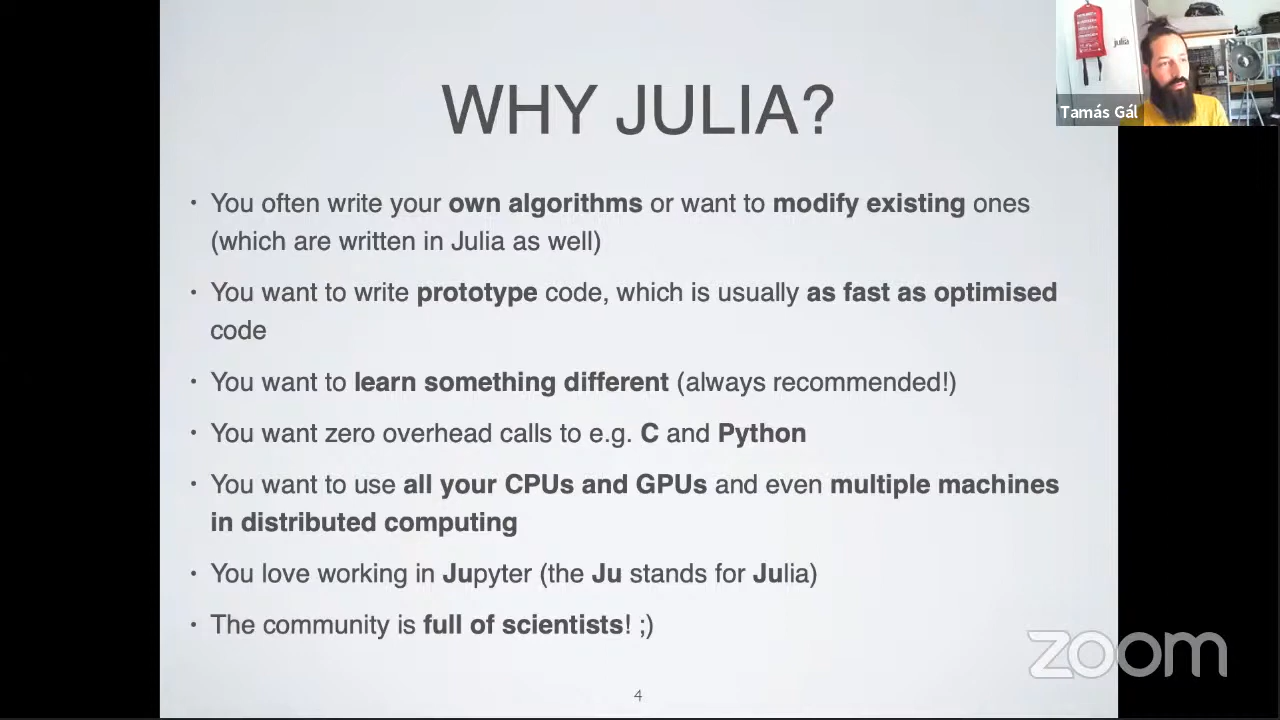 WHY JULIA?
• You often write your own algorithms or want to modify existing ones
(which are written in Julia as well)
• You want to write prototype code, which is usually as fast as optimised
code
• You want to learn something different (always recommended!)
• You want zero overhead calls to e.g. C and Python
• You want to use all your CPUs and GPUs and even multiple machines
in distributed computing
• You love working in Jupyter (the Ju stands for Julia)
• The community is full of scientists! ;)
4
julia
Tamás Gál
zoom